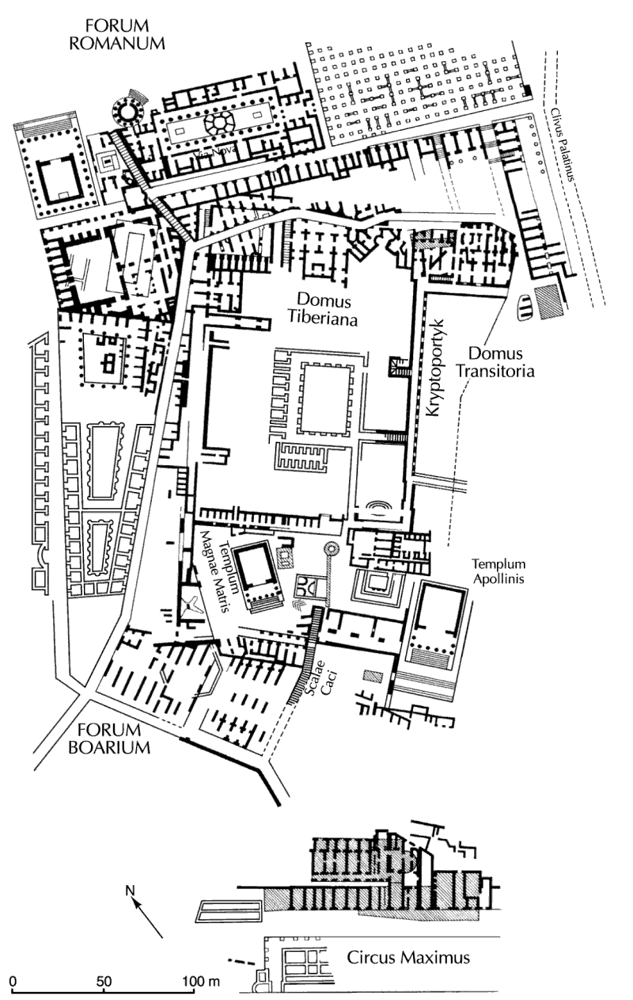 FORUM
ROMANUM
Clivus Palatinus
Via Nova
Domus
Tiberiana
Kryptoportyk
Domus
Transitoria
Templum
Magnae Matris
Templum
Apollinis
Scalae
Caci
FORUM
BOARIUM
N
Circus Maximus
0 50 100 m